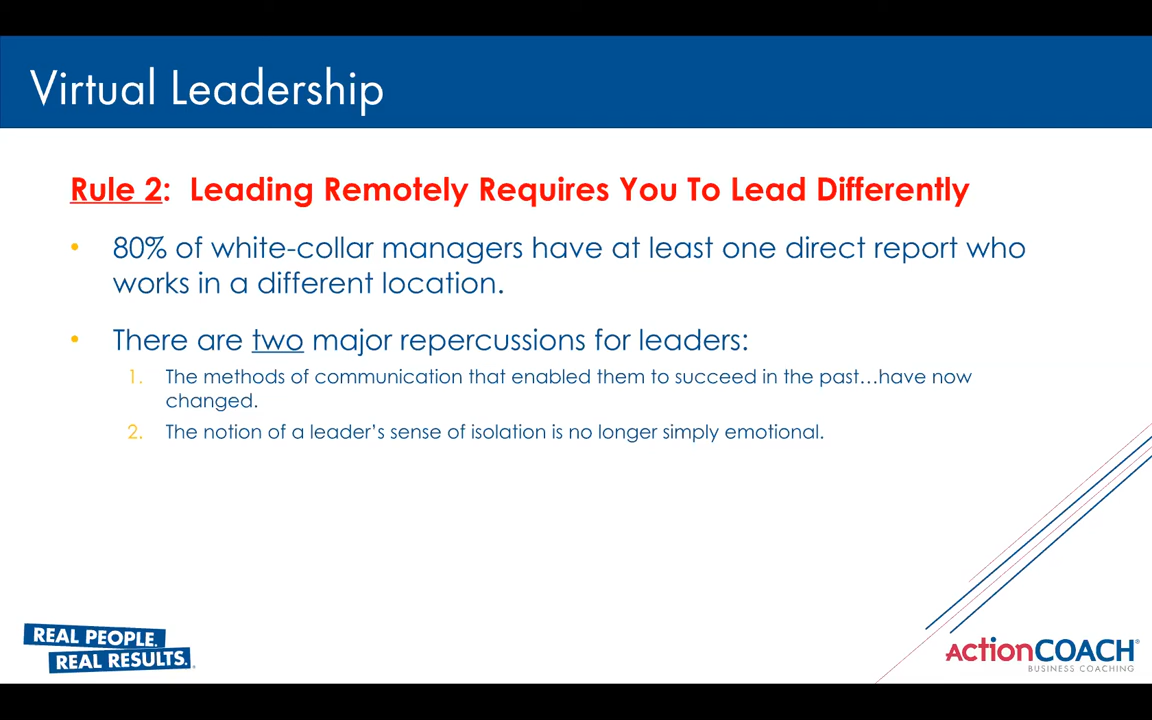 Virtual Leadership
Rule 2:  Leading Remotely Requires You To Lead Differently
• 80% of white-collar managers have at least one direct report who
works in a different location.
• There are two major repercussions for leaders:
1. The methods of communication that enabled them to succeed in the past…have now
changed.
2. The notion of a leader's sense of isolation is no longer simply emotional.
REAL PEOPLE.
REAL RESULTS.
ActionCOACH®
BUSINESS COACHING